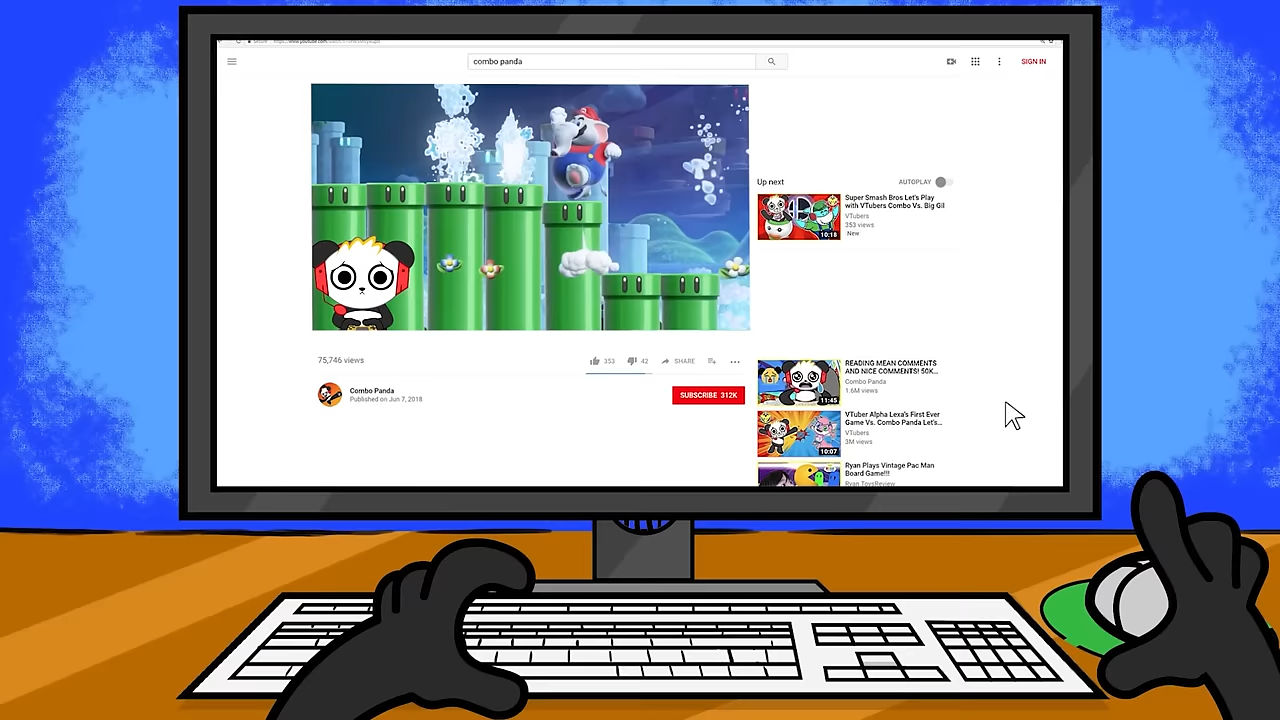 combo panda
SIGN IN
Up next
AUTOPLAY
Super Smash Bros Let's Play
with VTubers Combo Vs. Big Gil
VTubers
353 views
New
10:18
75,746 views
353
42
SHARE
Combo Panda
Published on Jun 7, 2018
SUBSCRIBE 312K
READING MEAN COMMENTS
AND NICE COMMENTS! 50K...
Combo Panda
1.6M views
11:45
VTuber Alpha Lexa's First Ever
Game Vs. Combo Panda Let's...
VTubers
3M views
10:07
Ryan Plays Vintage Pac Man
Board Game!!!
Ryan ToysReview